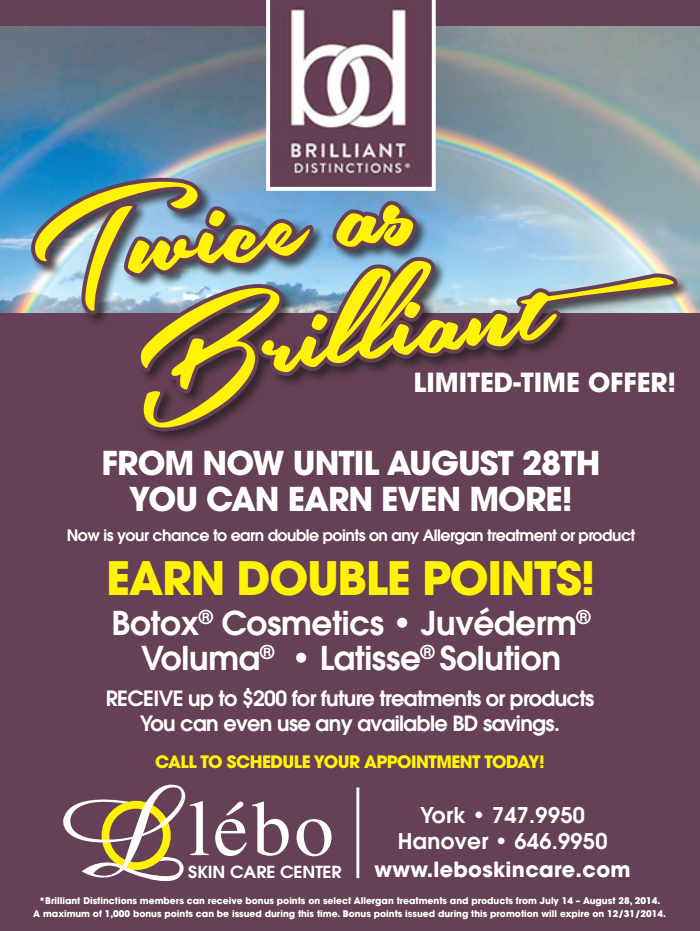 bd
BRILLIANT
DISTINCTIONS®
Twice as
Brilliant
LIMITED-TIME OFFER!
FROM NOW UNTIL AUGUST 28TH
YOU CAN EARN EVEN MORE!
Now is your chance to earn double points on any Allergan treatment or product
EARN DOUBLE POINTS!
Botox® Cosmetics • Juvéderm®
Voluma® • Latisse® Solution
RECEIVE up to $200 for future treatments or products
You can even use any available BD savings.
CALL TO SCHEDULE YOUR APPOINTMENT TODAY!
L lébo
SKIN CARE CENTER
York • 747.9950
Hanover • 646.9950
www.leboskincare.com
*Brilliant Distinctions members can receive bonus points on select Allergan treatments and products from July 14 – August 28, 2014.
A maximum of 1,000 bonus points can be issued during this time. Bonus points issued during this promotion will expire on 12/31/2014.